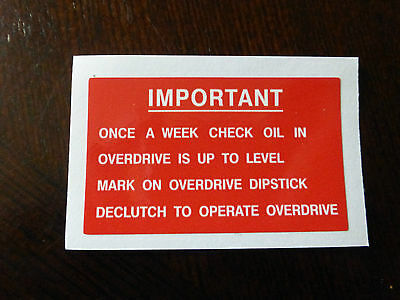 IMPORTANT
ONCE A WEEK CHECK OIL IN
OVERDRIVE IS UP TO LEVEL
MARK ON OVERDRIVE DIPSTICK
DECLUTCH TO OPERATE OVERDRIVE